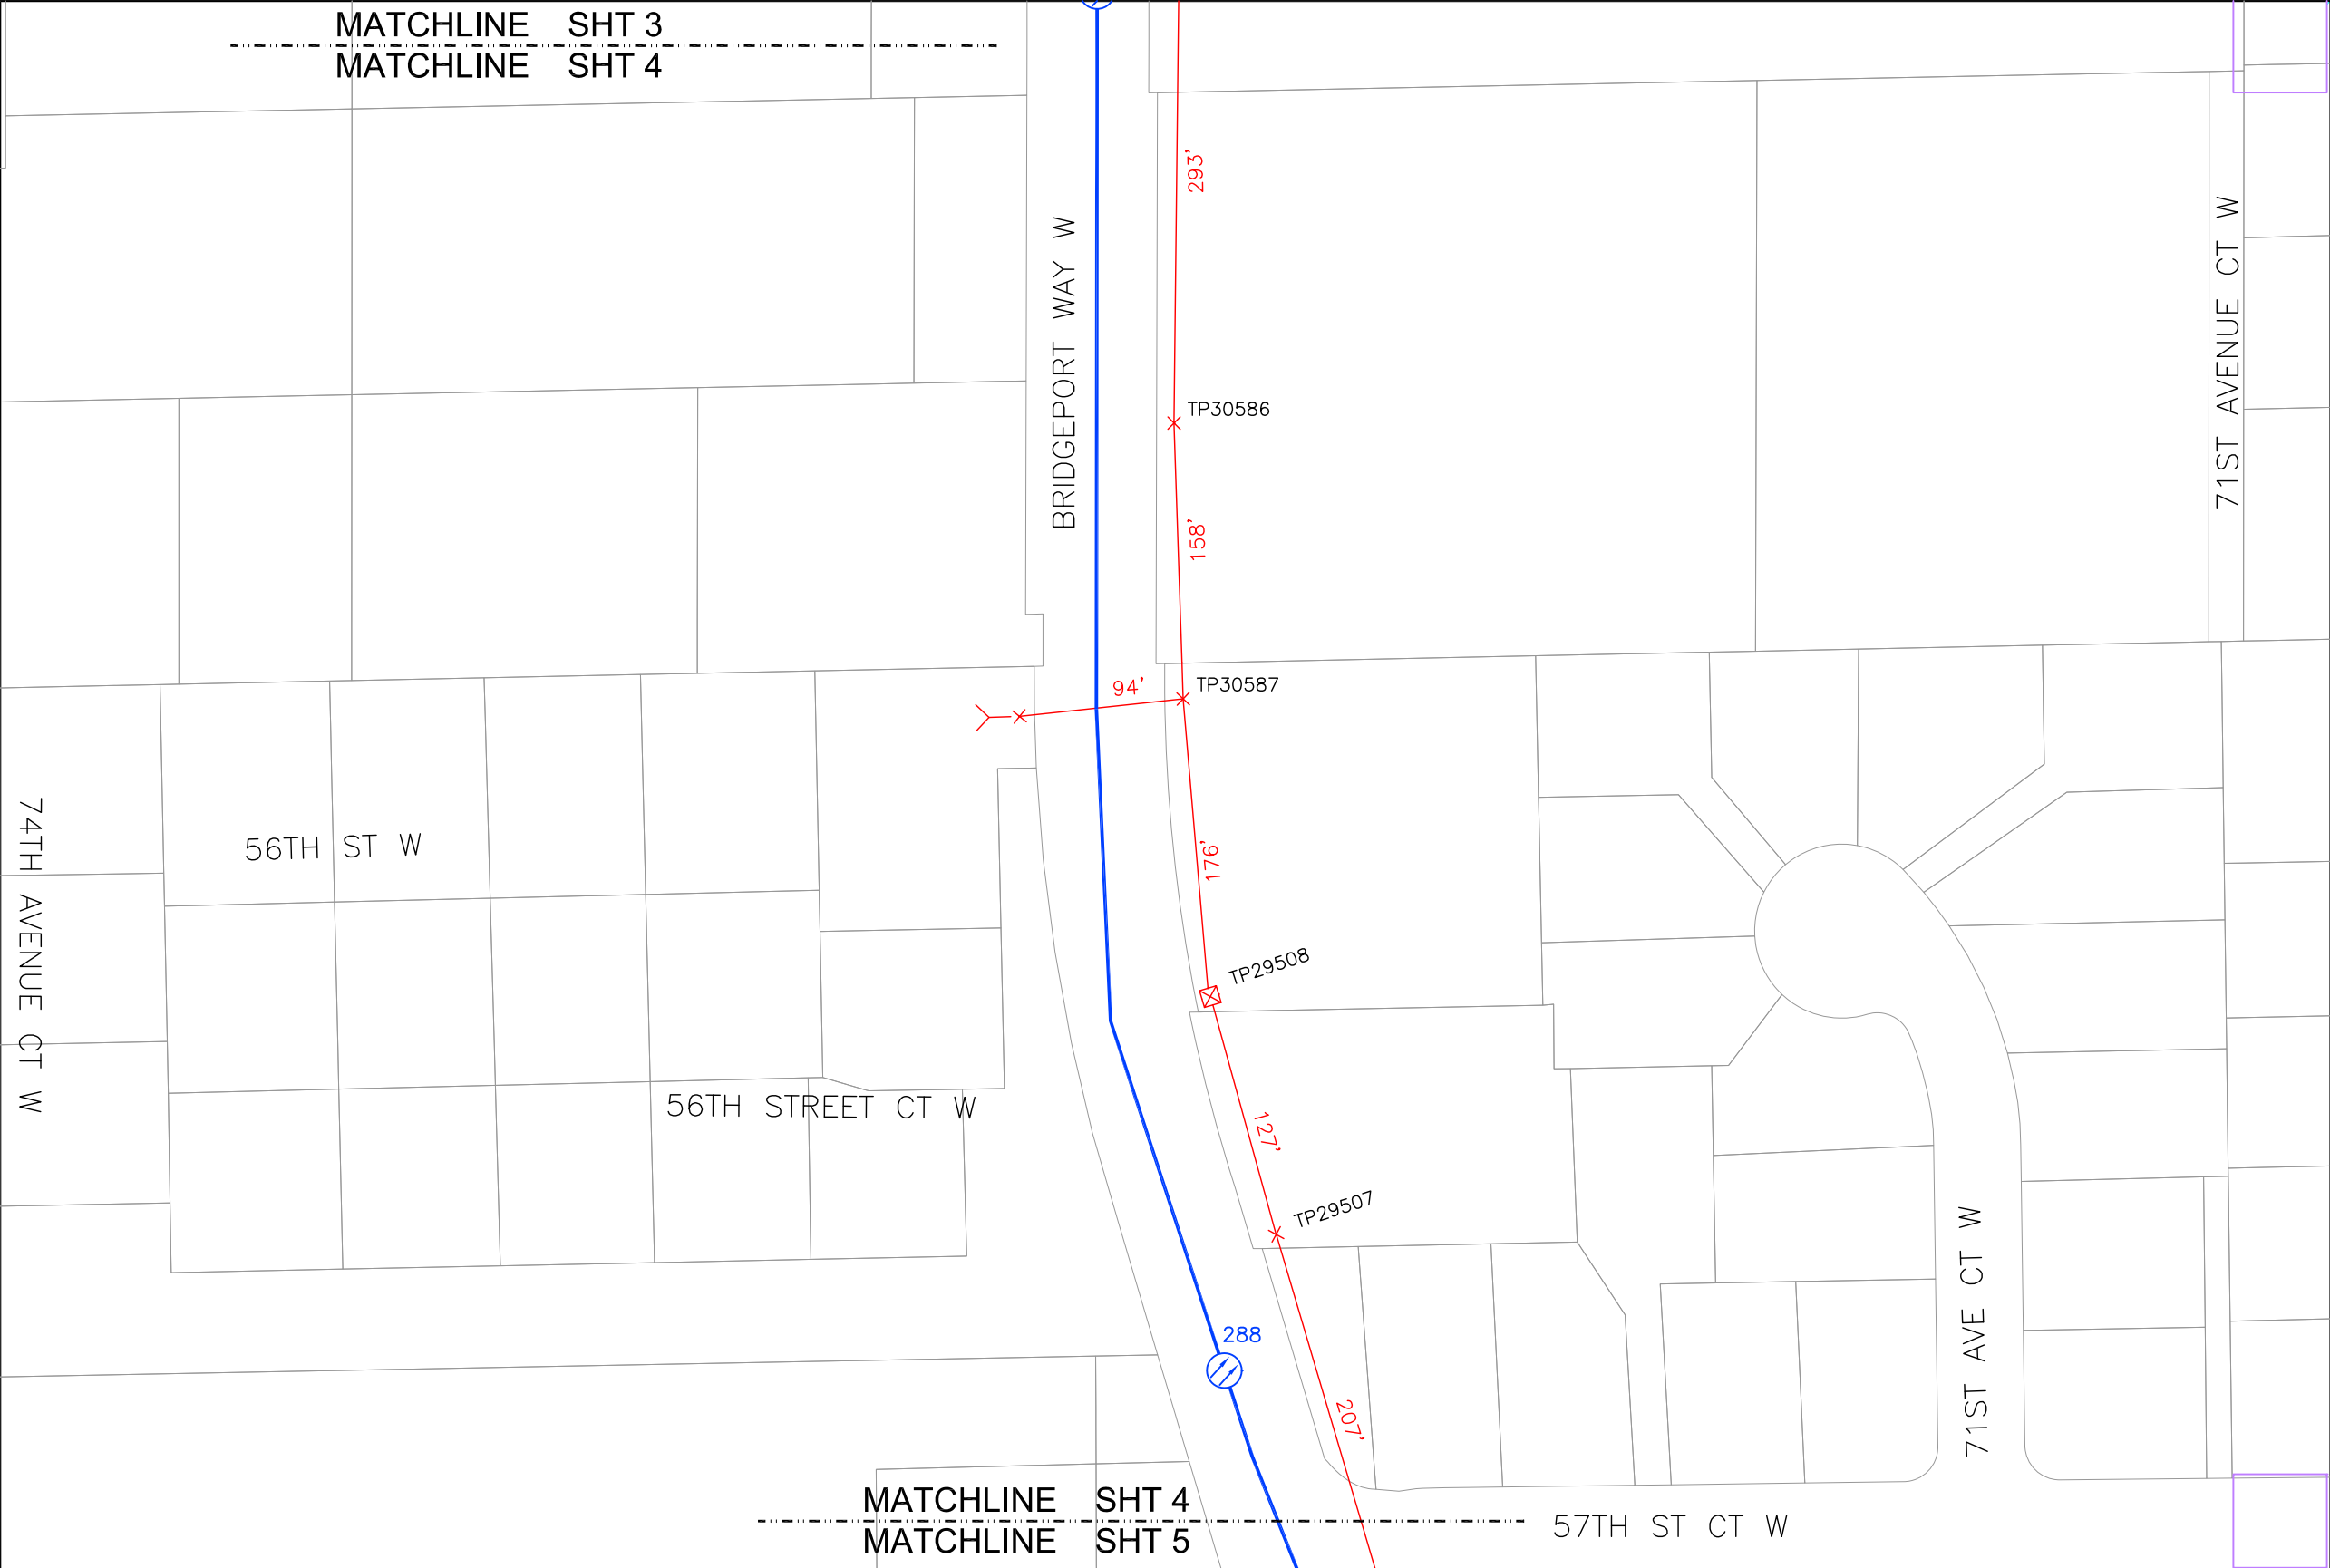 MATCHLINE SHT 3
MATCHLINE SHT 4
293'
BRIDGEPORT WAY W
71ST AVENUE CT W
TP30586
158'
94'
TP30587
74TH AVENUE CT W
56TH ST W
176'
TP29508
56TH STREET CT W
127'
TP29507
71ST AVE CT W
288
207'
MATCHLINE SHT 4
MATCHLINE SHT 5
57TH ST CT W